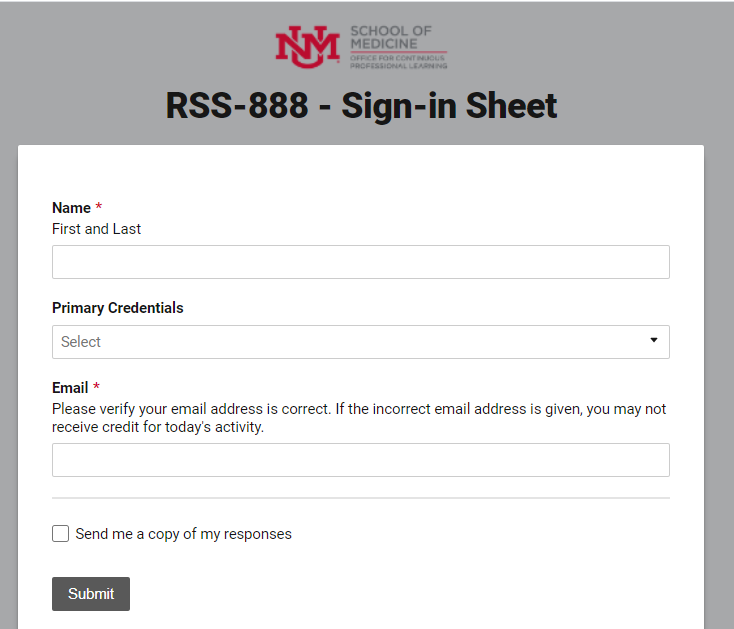 UNM
SCHOOL OF
MEDICINE
OFFICE FOR CONTINUOUS
PROFESSIONAL LEARNING
RSS-888 - Sign-in Sheet
Name *
First and Last
Primary Credentials
Select
Email *
Please verify your email address is correct. If the incorrect email address is given, you may not
receive credit for today's activity.
Send me a copy of my responses
Submit